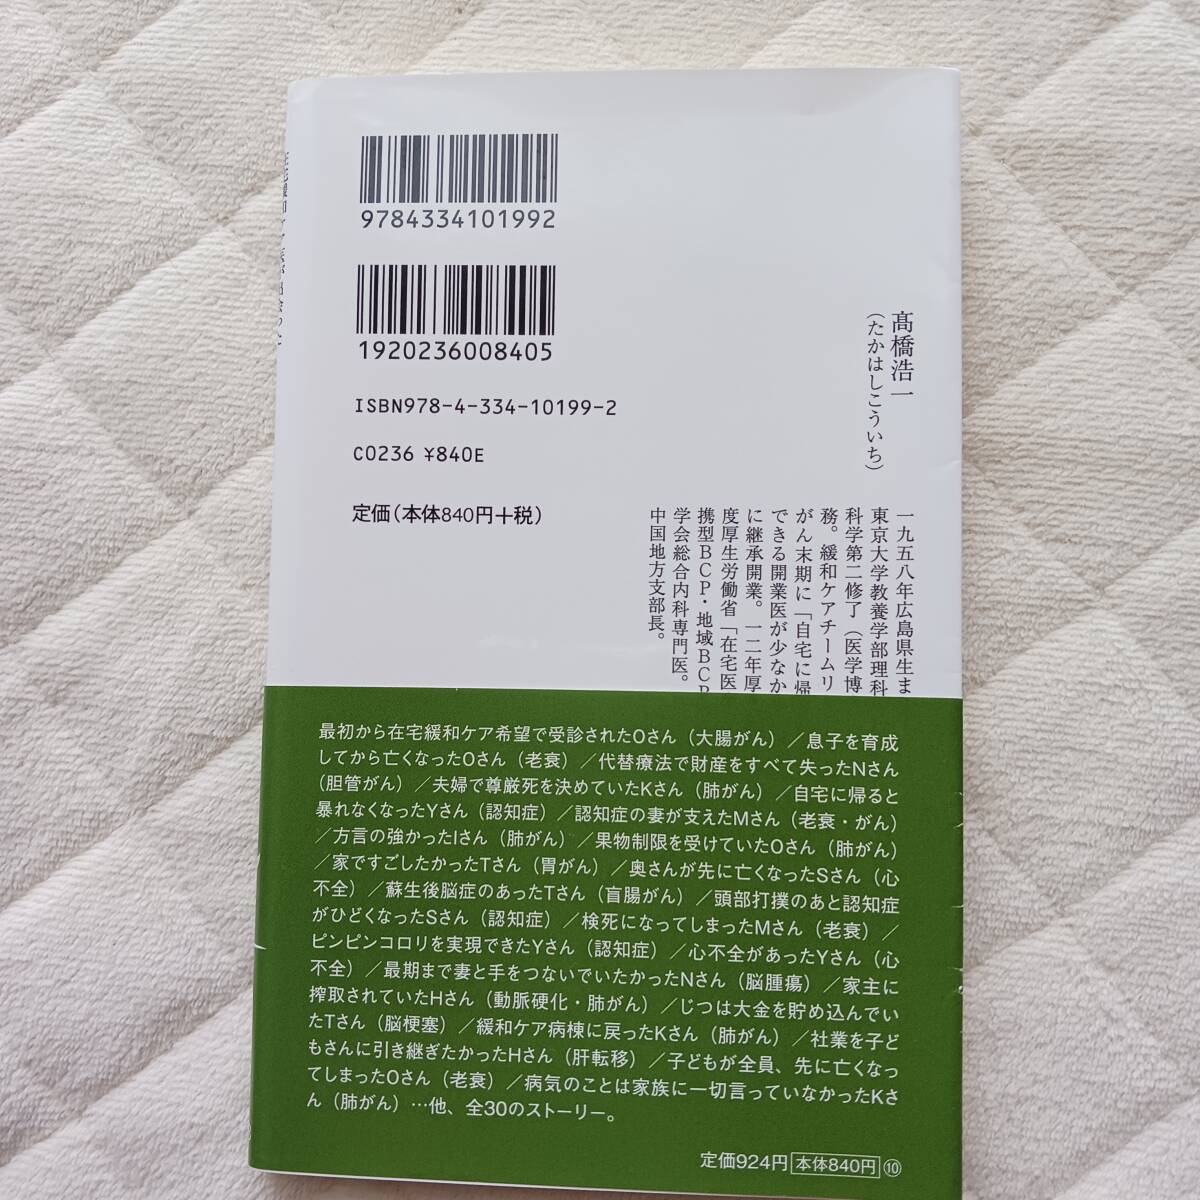 9784334101992
1920236008405
ISBN978-4-334-10199-2
C0236 ¥840E
定価(本体840円+税)
髙橋浩一
(たかはしこういち)
一九五八年広島県生ま
東京大学教養学部理科
科学第二修了(医学博
務。緩和ケアチームリ
がん末期に「自宅に帰
できる開業医が少なか
に継承開業。一二年厚
度厚生労働省「在宅医
携型BCP・地域BCP
学会総合内科専門医。
中国地方支部長。
最初から在宅緩和ケア希望で受診されたOさん(大腸がん)/息子を育成
してから亡くなったOさん(老衰)/代替療法で財産をすべて失ったNさん
(胆管がん)/夫婦で尊厳死を決めていたKさん(肺がん)/自宅に帰ると
暴れなくなったYさん(認知症)/認知症の妻が支えたMさん(老衰・がん)
/方言の強かったIさん(肺がん)/果物制限を受けていたOさん(肺がん)
/家ですごしたかったTさん(胃がん)/奥さんが先に亡くなったSさん(心
不全)/蘇生後脳症のあったTさん(盲腸がん)/頭部打撲のあと認知症
がひどくなったSさん(認知症)/検死になってしまったMさん(老衰)/
ピンピンコロリを実現できたYさん(認知症)/心不全があったYさん(心
不全)/最期まで妻と手をつないでいたかったNさん(脳腫瘍)/家主に
搾取されていたHさん(動脈硬化・肺がん)/じつは大金を貯め込んでい
たTさん(脳梗塞)/緩和ケア病棟に戻ったKさん(肺がん)/社業を子ど
もさんに引き継ぎたかったHさん(肝転移)/子どもが全員、先に亡くなっ
てしまったOさん(老衰)/病気のことは家族に一切言っていなかったKさ
ん(肺がん)…他、全30のストーリー。
定価924円 本体840円 ⑩